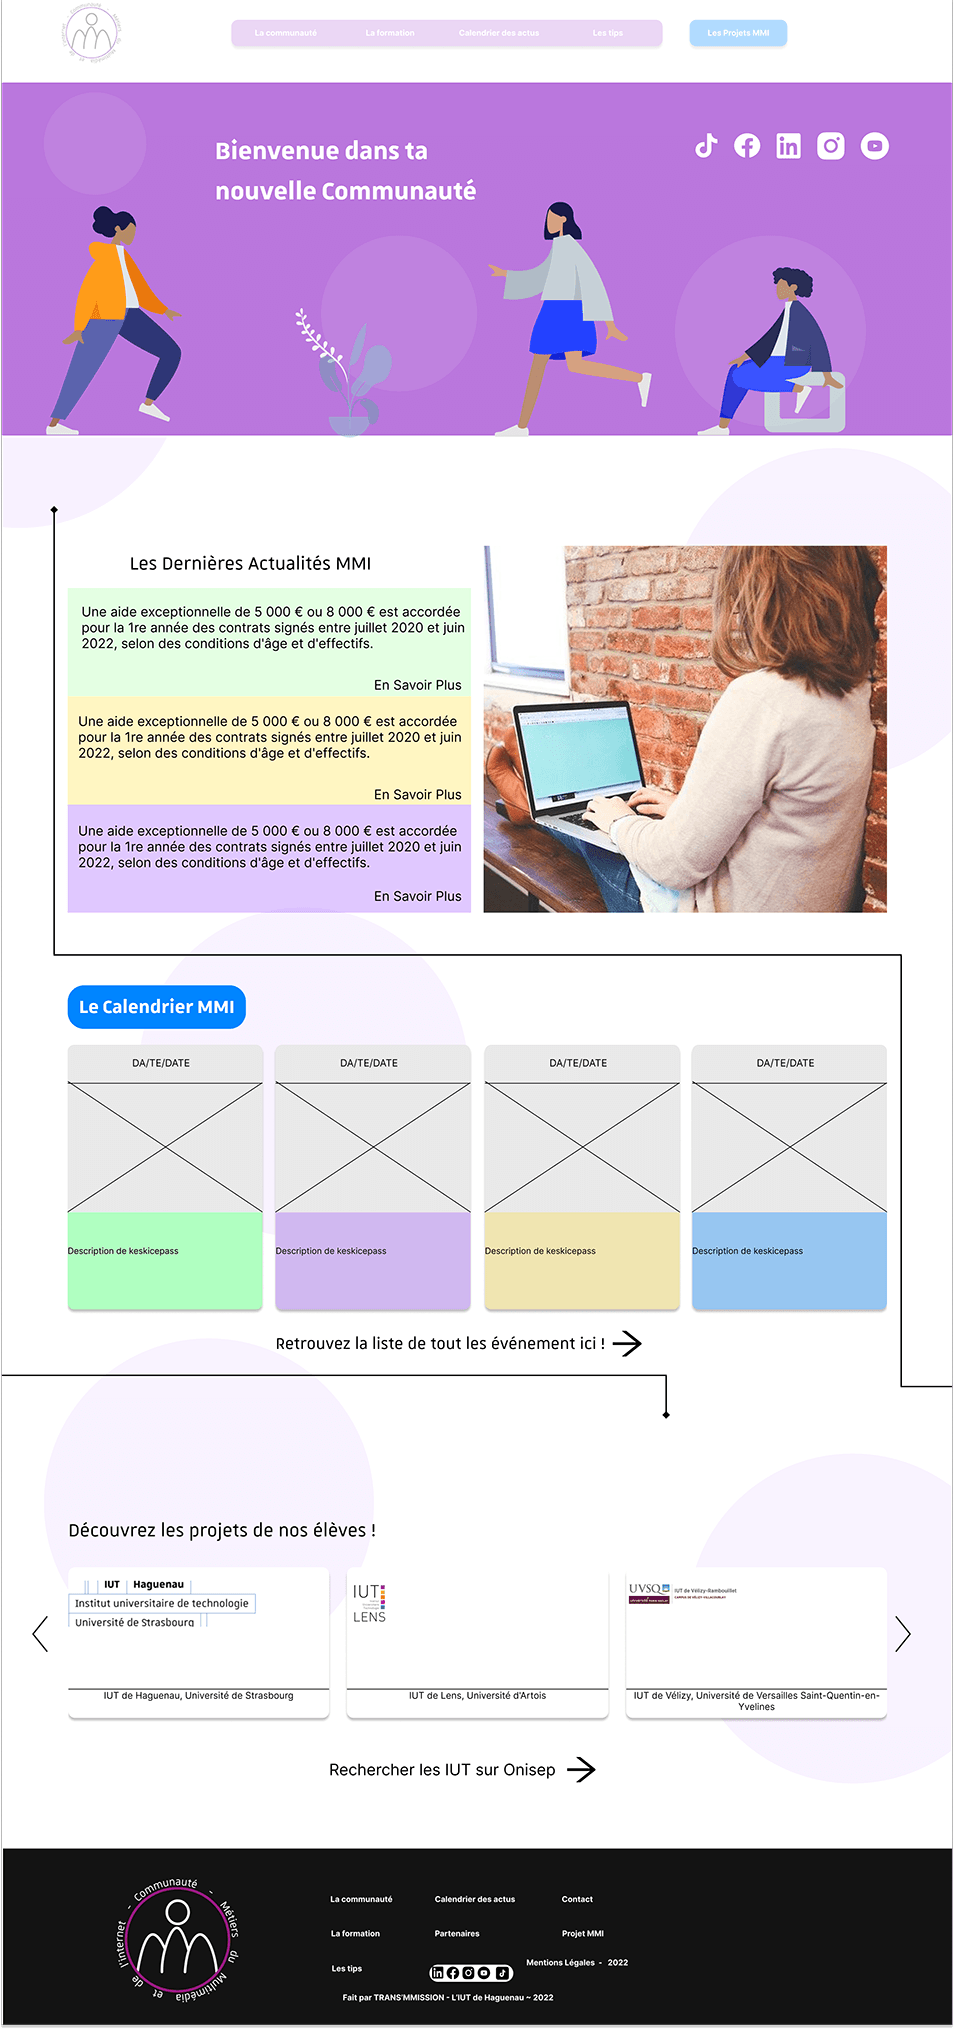 Communauté - Métiers du Multimédia et de l'Internet -
La communauté
La formation
Calendrier des actus
Les tips
Les Projets MMI
Bienvenue dans ta
nouvelle Communauté
Les Dernières Actualités MMI
Une aide exceptionnelle de 5 000 € ou 8 000 € est accordée
pour la 1re année des contrats signés entre juillet 2020 et juin
2022, selon des conditions d'âge et d'effectifs.
En Savoir Plus
Une aide exceptionnelle de 5 000 € ou 8 000 € est accordée
pour la 1re année des contrats signés entre juillet 2020 et juin
2022, selon des conditions d'âge et d'effectifs.
En Savoir Plus
Une aide exceptionnelle de 5 000 € ou 8 000 € est accordée
pour la 1re année des contrats signés entre juillet 2020 et juin
2022, selon des conditions d'âge et d'effectifs.
En Savoir Plus
Le Calendrier MMI
DA/TE/DATE
DA/TE/DATE
DA/TE/DATE
DA/TE/DATE
Description de keskicepass
Description de keskicepass
Description de keskicepass
Description de keskicepass
Retrouvez la liste de tout les événement ici !
Découvrez les projets de nos élèves !
IUT Haguenau
Institut universitaire de technologie
Université de Strasbourg
IUT de Haguenau, Université de Strasbourg
IUT
LENS
IUT de Lens, Université d'Artois
UVSQ
IUT de Vélizy-Rambouillet
CAMPUS DE VÉLIZY-VILLACOUBLAY
IUT de Vélizy, Université de Versailles Saint-Quentin-en-
Yvelines
Rechercher les IUT sur Onisep
Communauté - Métiers du Multimédia et de l'Internet -
La communauté
Calendrier des actus
Contact
La formation
Partenaires
Projet MMI
Les tips
Mentions Légales - 2022
Fait par TRANS'MMISSION - L'IUT de Haguenau ~ 2022